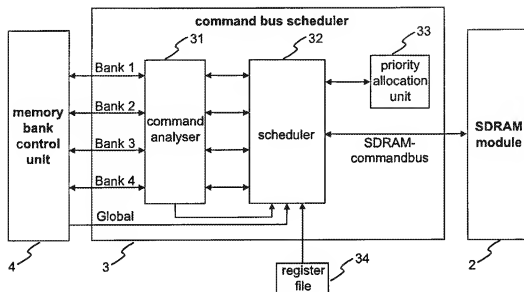 command bus scheduler
31
32
33
Bank 1
Bank 2
Bank 3
Bank 4
Global
memory
bank
control
unit
command
analyser
scheduler
priority
allocation
unit
SDRAM-
commandbus
SDRAM
module
4
3
register
file
34
2